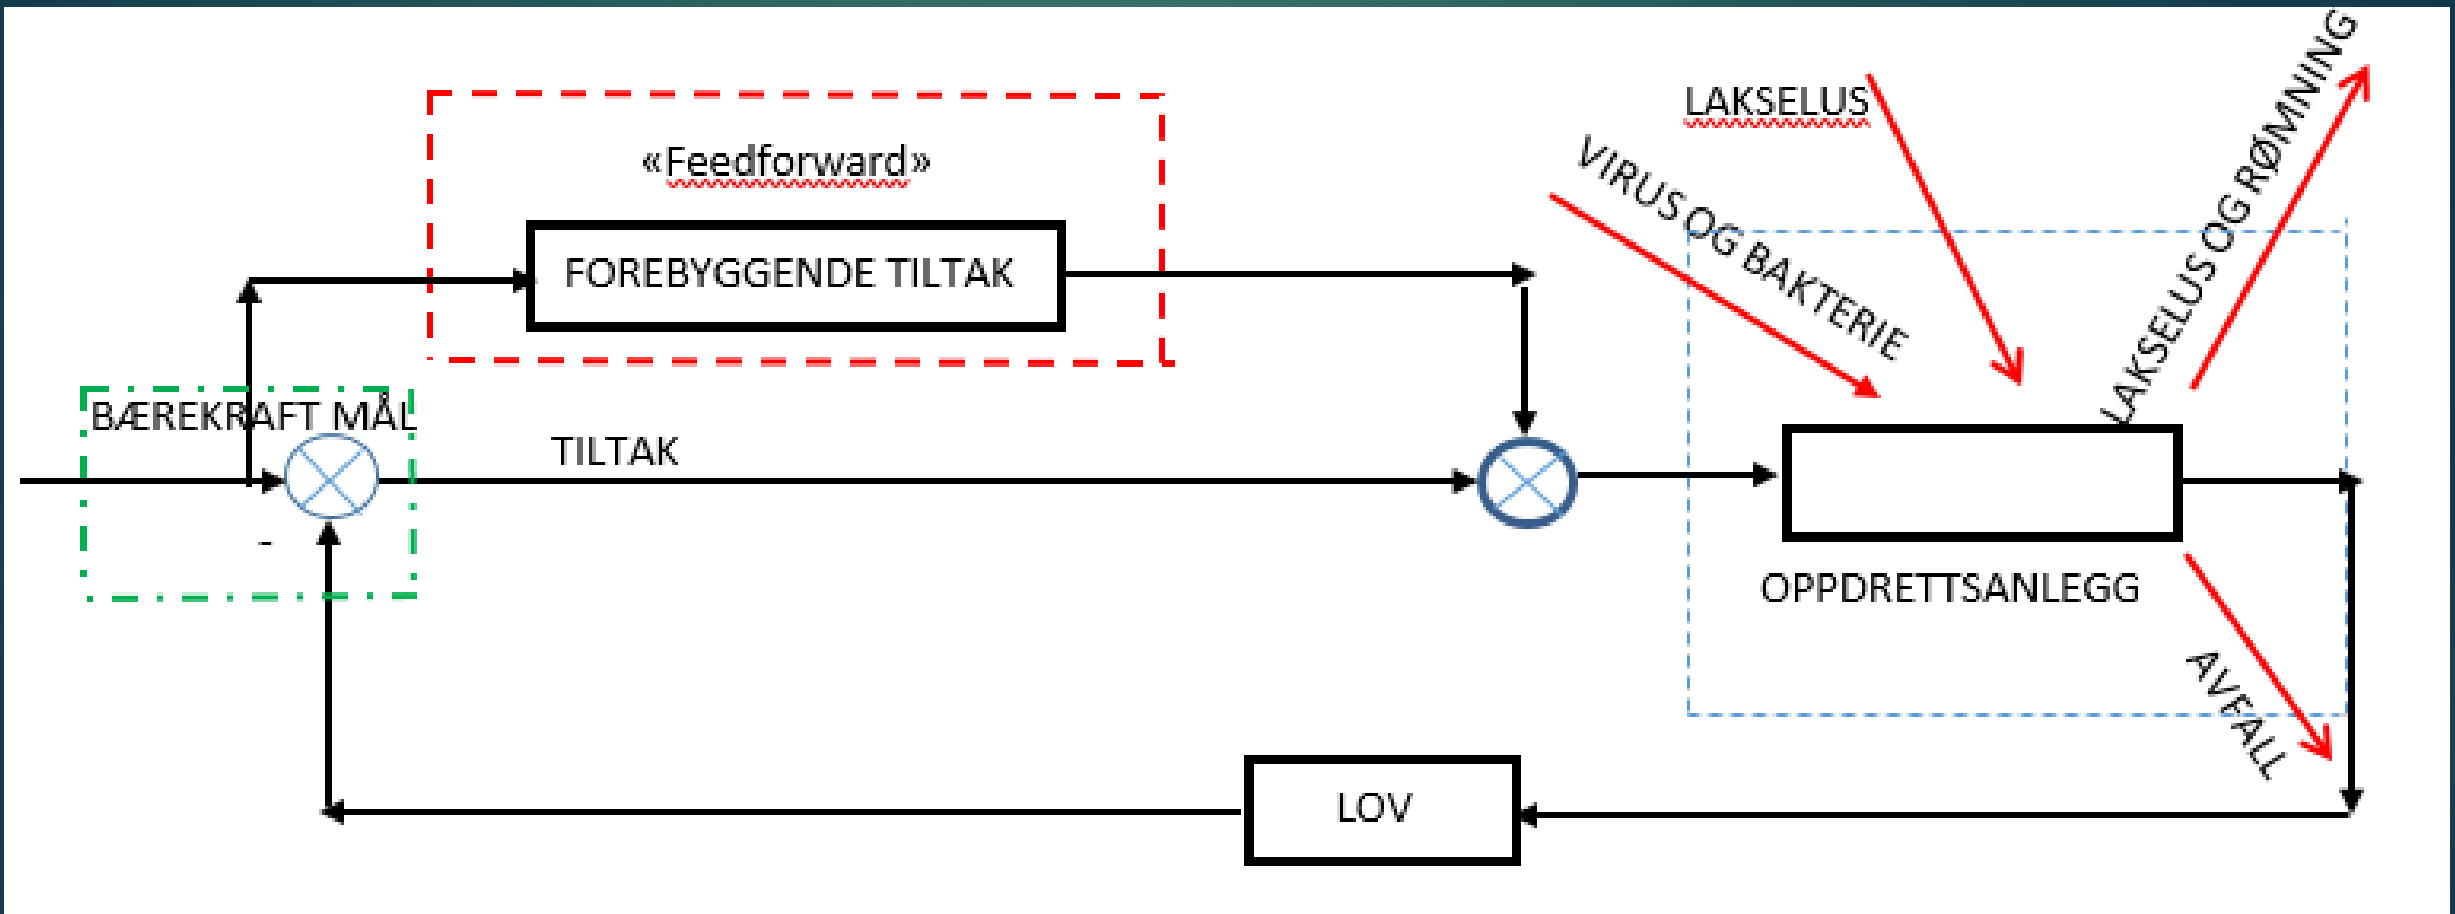 «Feedforward»
FOREBYGGENDE TILTAK
LAKSELUS
VIRUS OG BAKTERIE
LAKSELUS OG RØMNING
BÆREKRAFT MÅL
TILTAK
-
OPPDRETTSANLEGG
AVFALL
LOV